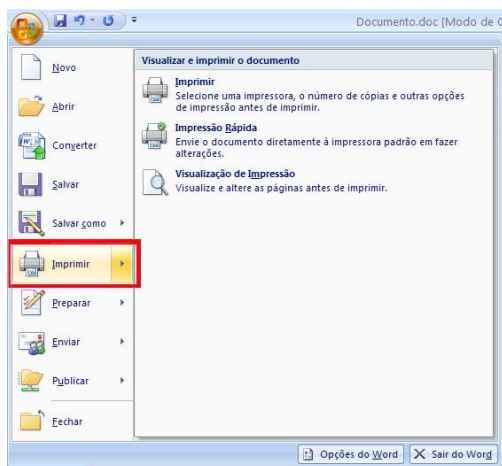 Documento.doc [Modo de C
Novo
Abrir
Converter
Salvar
Salvar como
Imprimir
Preparar
Enviar
Publicar
Fechar
Visualizar e imprimir o documento
Imprimir
Selecione uma impressora, o número de cópias e outras opções
de impressão antes de imprimir.
Impressão Rápida
Envie o documento diretamente à impressora padrão em fazer
alterações.
Visualização de Impressão
Visualize e altere as páginas antes de imprimir.
Opções do Word
Sair do Word